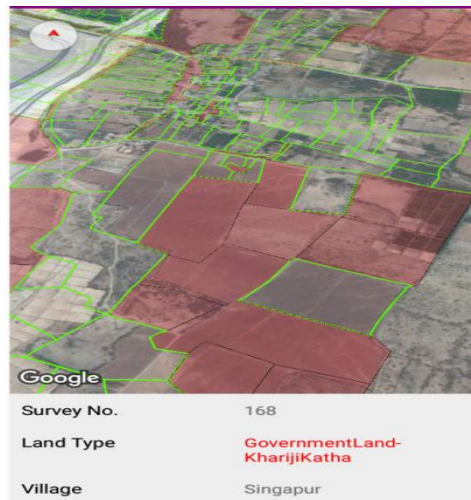 Google
Survey No. 168
Land Type GovernmentLand-
KharijiKatha
Village Singapur